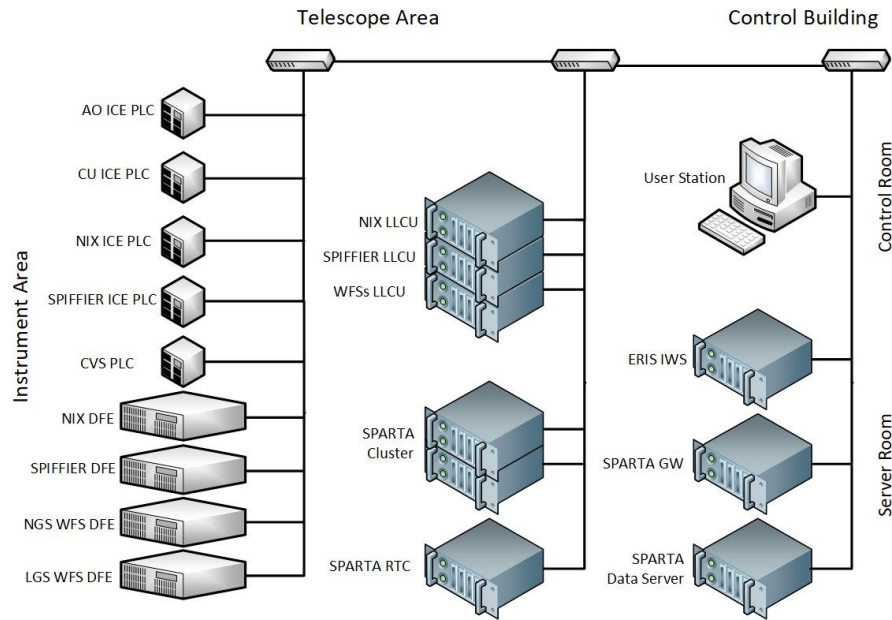 Telescope Area
Control Building
AO ICE PLC
CU ICE PLC
NIX ICE PLC
SPIFFIER ICE PLC
CVS PLC
NIX DFE
SPIFFIER DFE
NGS WFS DFE
LGS WFS DFE
Instrument Area
NIX LLCU
SPIFFIER LLCU
WFSs LLCU
SPARTA
Cluster
SPARTA RTC
User Station
ERIS IWS
SPARTA GW
SPARTA
Data Server
Control Room
Server Room